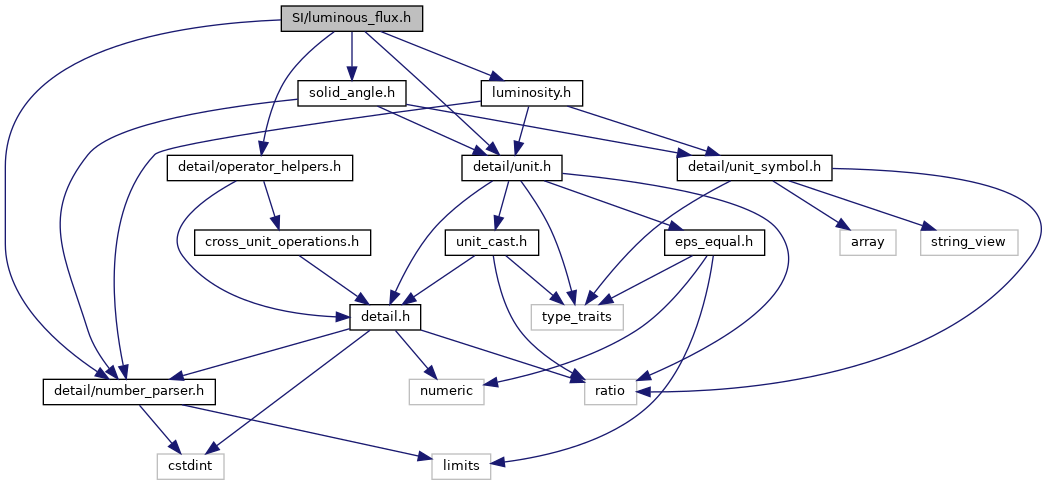 SI/luminous_flux.h
solid_angle.h
luminosity.h
detail/operator_helpers.h
detail/unit.h
detail/unit_symbol.h
cross_unit_operations.h
unit_cast.h
eps_equal.h
array
string_view
detail.h
type_traits
detail/number_parser.h
numeric
ratio
cstdint
limits